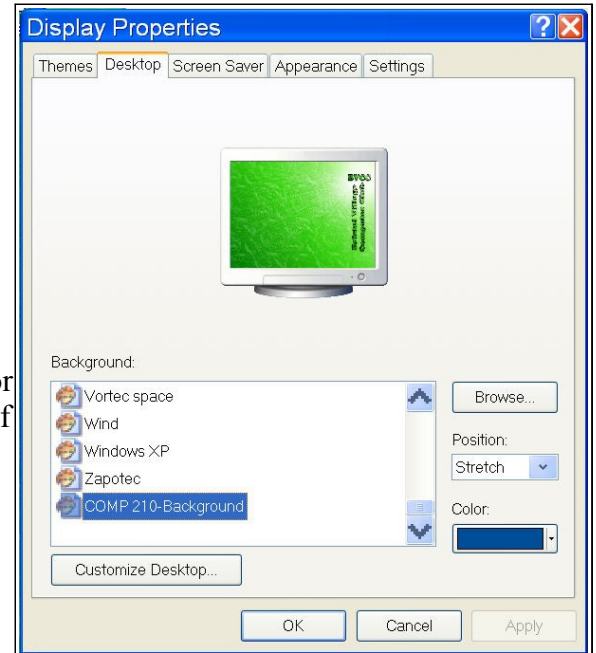 Display Properties
Themes Desktop Screen Saver Appearance Settings
Background:
or
f
Vortec space
Wind
Windows XP
Zapotec
COMP 210-Background
Browse...
Position:
Stretch
Color:
Customize Desktop...
OK Cancel Apply